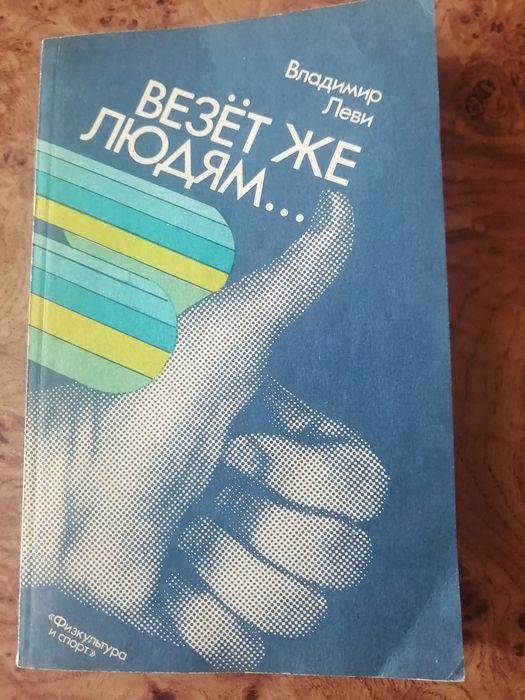 Владимир
Леви
ВЕЗЁТ ЖЕ
ЛЮДЯМ...
«Физкультура
и спорт»